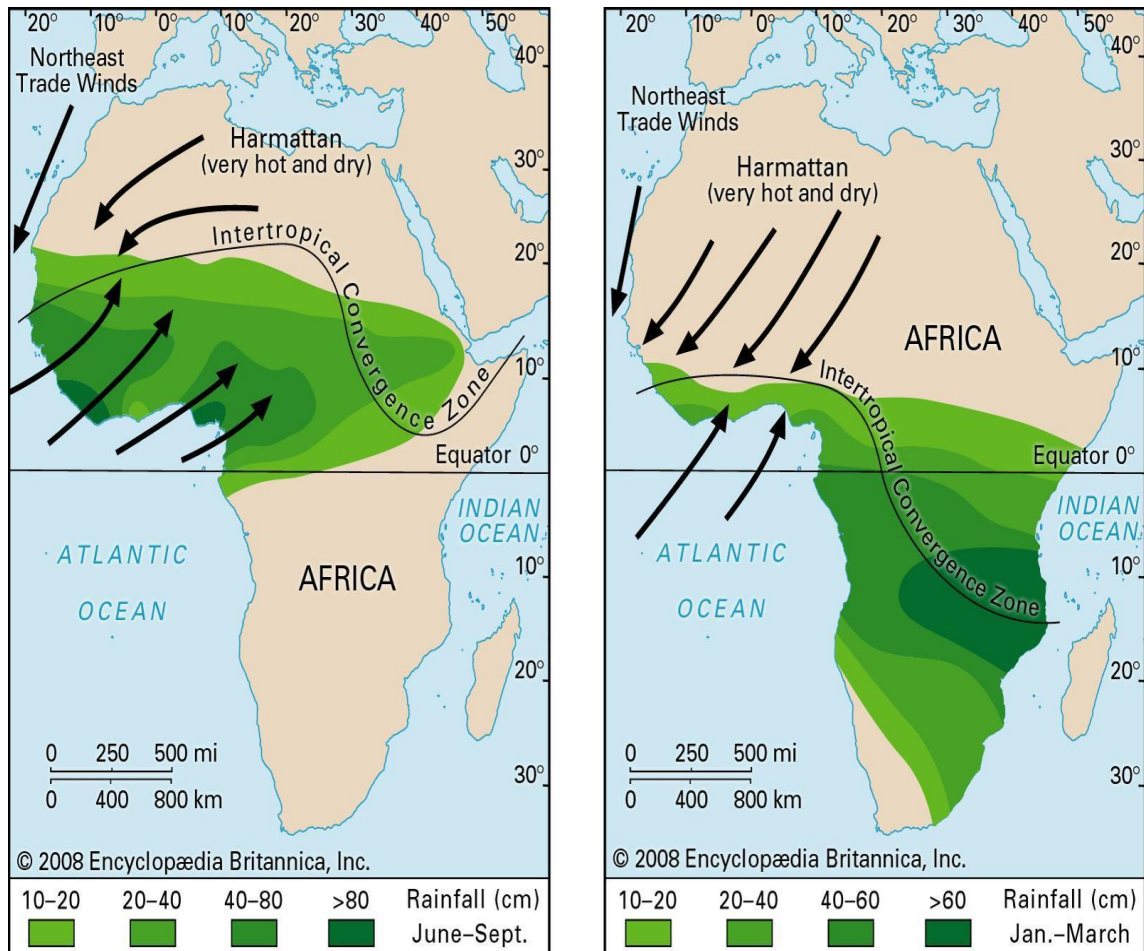 20° 10° 0° 10° 20° 30° 40° 50°
40°
Northeast
Trade Winds
Harmattan
(very hot and dry)
30°
20°
Intertropical Convergence Zone
10°
Equator 0°
INDIAN
OCEAN
ATLANTIC
OCEAN
AFRICA
10°
20°
0 250 500 mi
0 400 800 km
30°
© 2008 Encyclopædia Britannica, Inc.
10–20 20–40 40–80 >80 Rainfall (cm)
June–Sept.
20° 10° 0° 10° 20° 30° 40° 50°
40°
Northeast
Trade Winds
Harmattan
(very hot and dry)
30°
20°
AFRICA
10°
Intertropical Convergence Zone
Equator 0°
INDIAN
OCEAN
ATLANTIC
OCEAN
10°
20°
0 250 500 mi
0 400 800 km
30°
© 2008 Encyclopædia Britannica, Inc.
10–20 20–40 40–60 >60 Rainfall (cm)
Jan.–March